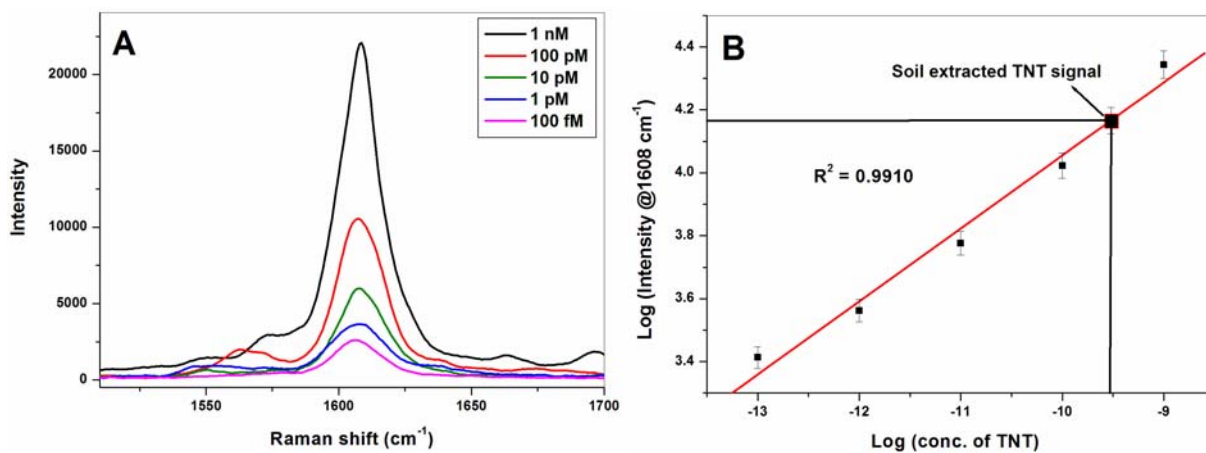 A
1 nM
100 pM
10 pM
1 pM
100 fM
20000
15000
10000
5000
0
Intensity
1550
1600
1650
1700
Raman shift (cm⁻¹)
B
Soil extracted TNT signal
R² = 0.9910
4.4
4.2
4.0
3.8
3.6
3.4
Log (Intensity @1608 cm⁻¹)
-13
-12
-11
-10
-9
Log (conc. of TNT)